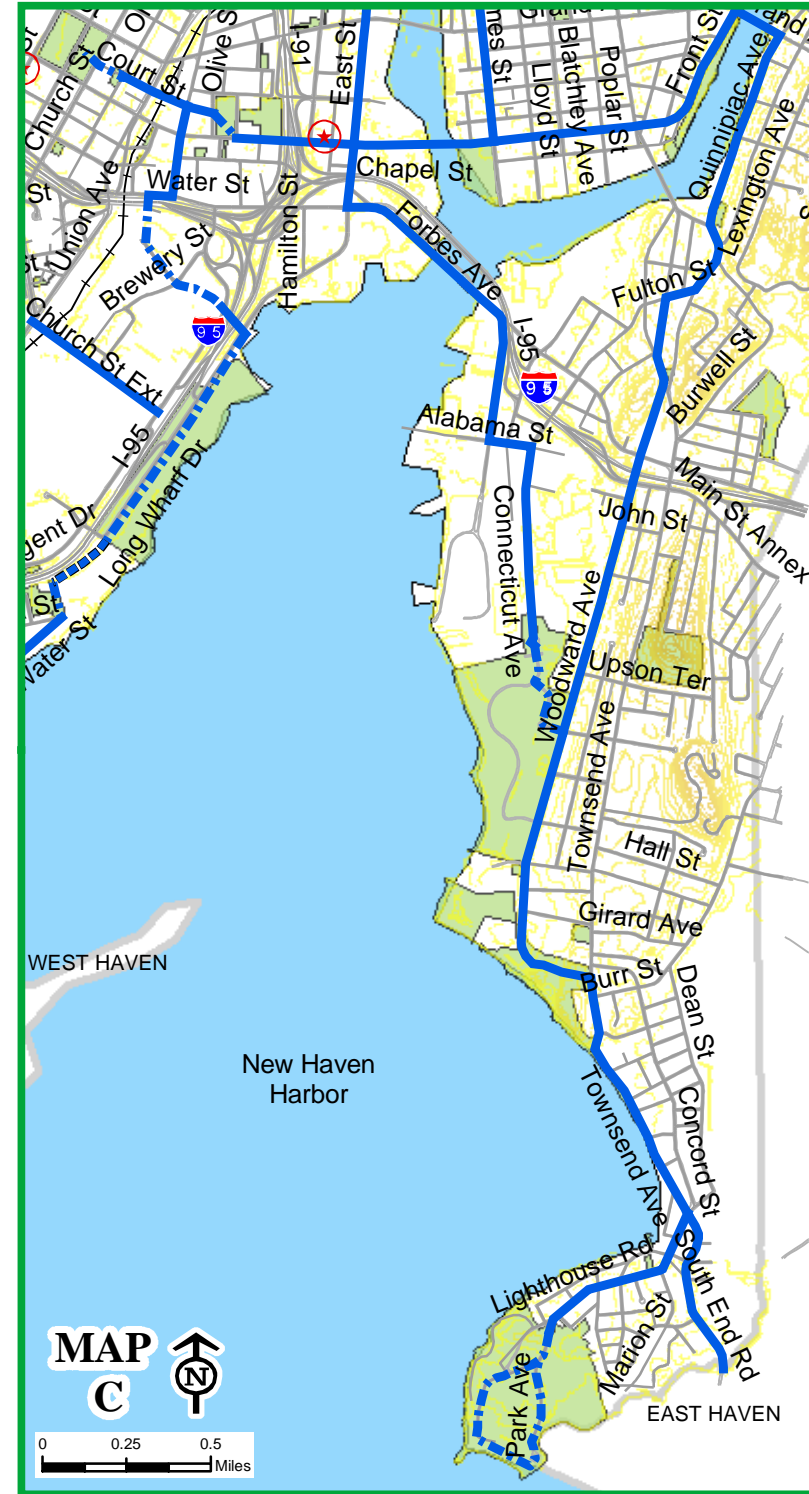 Court St
Olive S
I-91
East St
mes St
Lloyd St
Blatchley Ave
Poplar St
Front St
Quinnipiac Ave
Lexington Ave
Church St
Union Ave
St
Water St
Hamilton St
Chapel St
Forbes Ave
Brewery St
Church St Ext
95
I-95
Fulton St
Burwell St
I-95
95
Alabama St
Long Wharf Dr
gent Dr
St
Water St
Connecticut Ave
John St
Main St Annex
Woodward Ave
Upson Ter
Townsend Ave
Hall St
Girard Ave
Burr St
Dean St
WEST HAVEN
New Haven
Harbor
Townsend Ave
Concord St
Lighthouse Rd
South End Rd
Marion St
Park Ave
EAST HAVEN
MAP
C
N
0 0.25 0.5
Miles